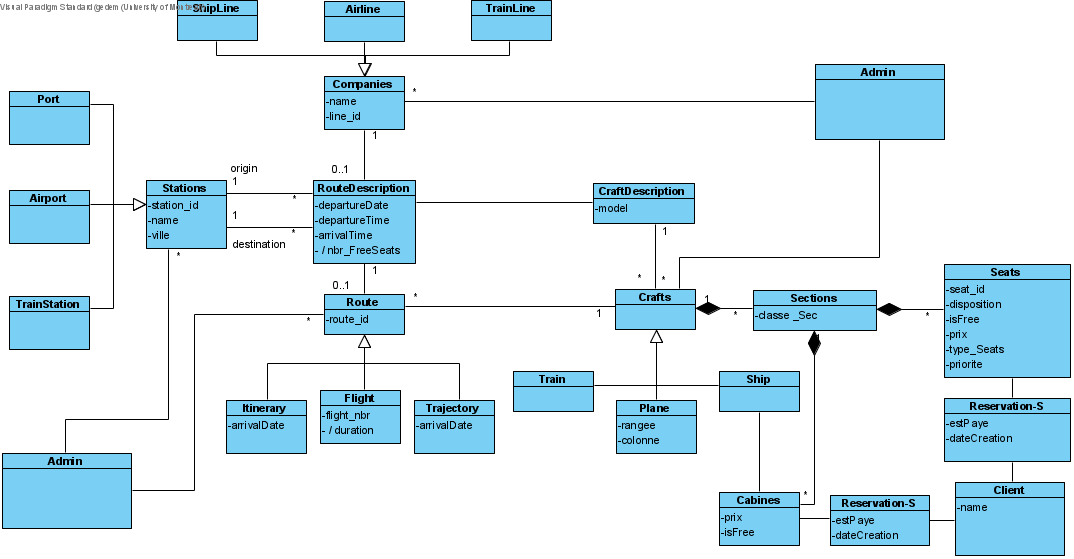 Visual Paradigm Standard (gedem (University of Montre
ShipLine
Airline
TrainLine
Companies
-name
-line_id
*
1
Admin
Port
Airport
TrainStation
Stations
-station_id
-name
-ville
*
origin
1
*
1
*
destination
0..1
RouteDescription
-departureDate
-departureTime
-arrivalTime
- / nbr_FreeSeats
1
0..1
CraftDescription
-model
1
*
*
Route
-route_id
*
*
1
Crafts
1
*
Sections
-classe _Sec
*
Seats
-seat_id
-disposition
-isFree
-prix
-type_Seats
-priorite
Itinerary
-arrivalDate
Flight
-flight_nbr
- / duration
Trajectory
-arrivalDate
Train
Plane
-rangee
-colonne
Ship
Reservation-S
-estPaye
-dateCreation
Admin
Cabines
-prix
-isFree
*
Reservation-S
-estPaye
-dateCreation
Client
-name